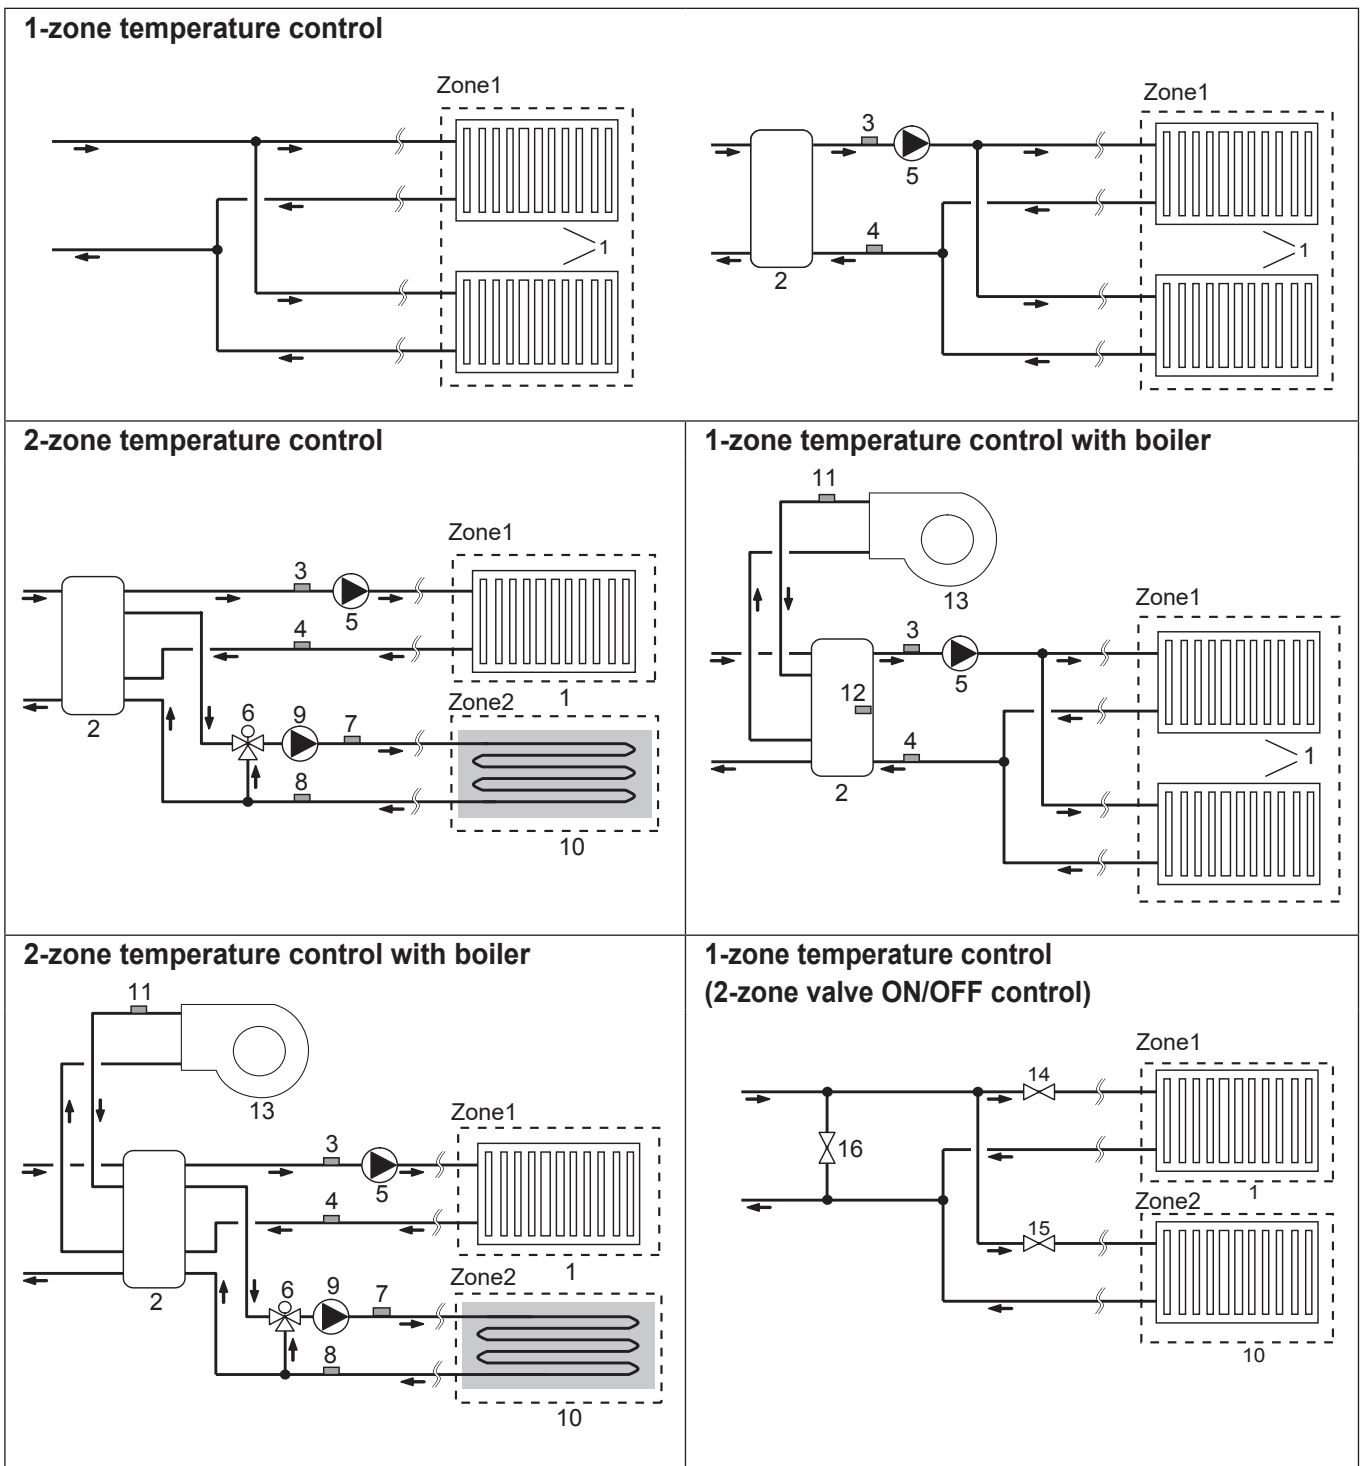 1-zone temperature control
Zone1
1
Zone1
3
5
4
2
1
2-zone temperature control
Zone1
3
5
4
1
2
Zone2
6
9
7
8
10
1-zone temperature control with boiler
11
13
Zone1
3
5
12
4
2
1
2-zone temperature control with boiler
11
13
Zone1
3
5
4
1
2
Zone2
6
9
7
8
10
1-zone temperature control
(2-zone valve ON/OFF control)
Zone1
14
16
1
Zone2
15
10